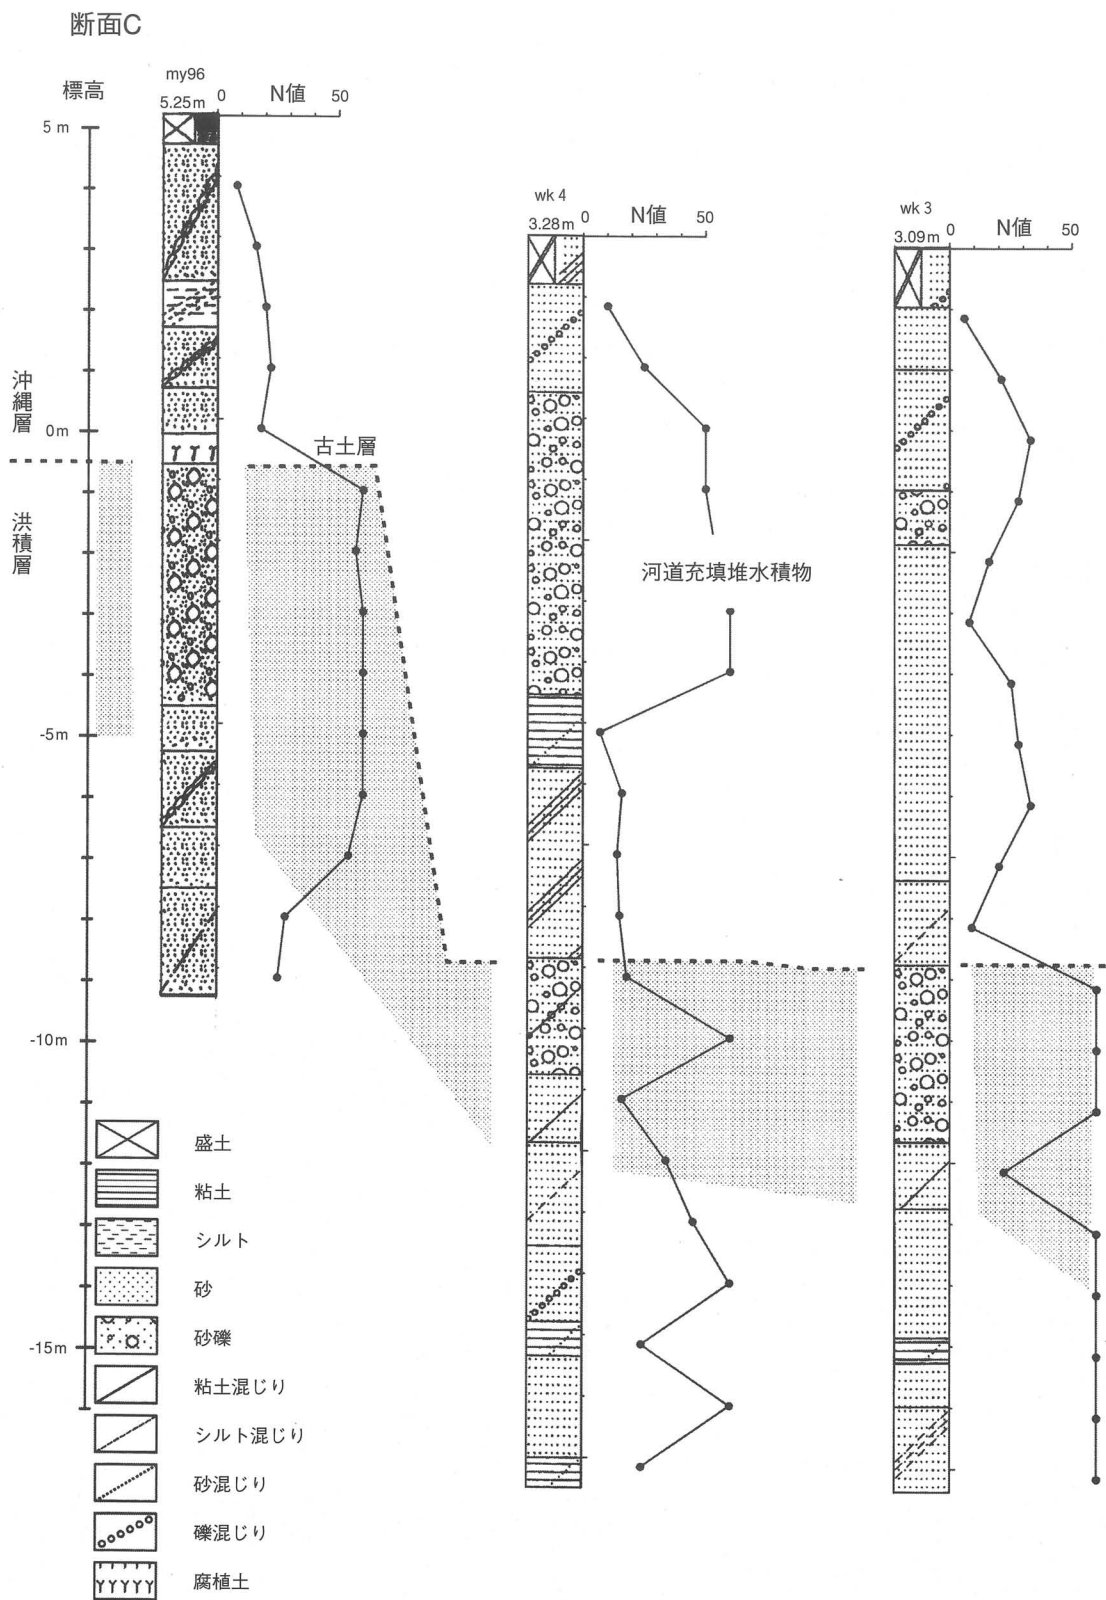 断面C
標高
my96
5.25m
0 N値 50
wk 4
3.28m
0 N値 50
wk 3
3.09m
0 N値 50
5 m
0m
-5m
-10m
-15m
沖縄層
洪積層
古土層
河道充填堆水積物
盛土
粘土
シルト
砂
砂礫
粘土混じり
シルト混じり
砂混じり
礫混じり
腐植土